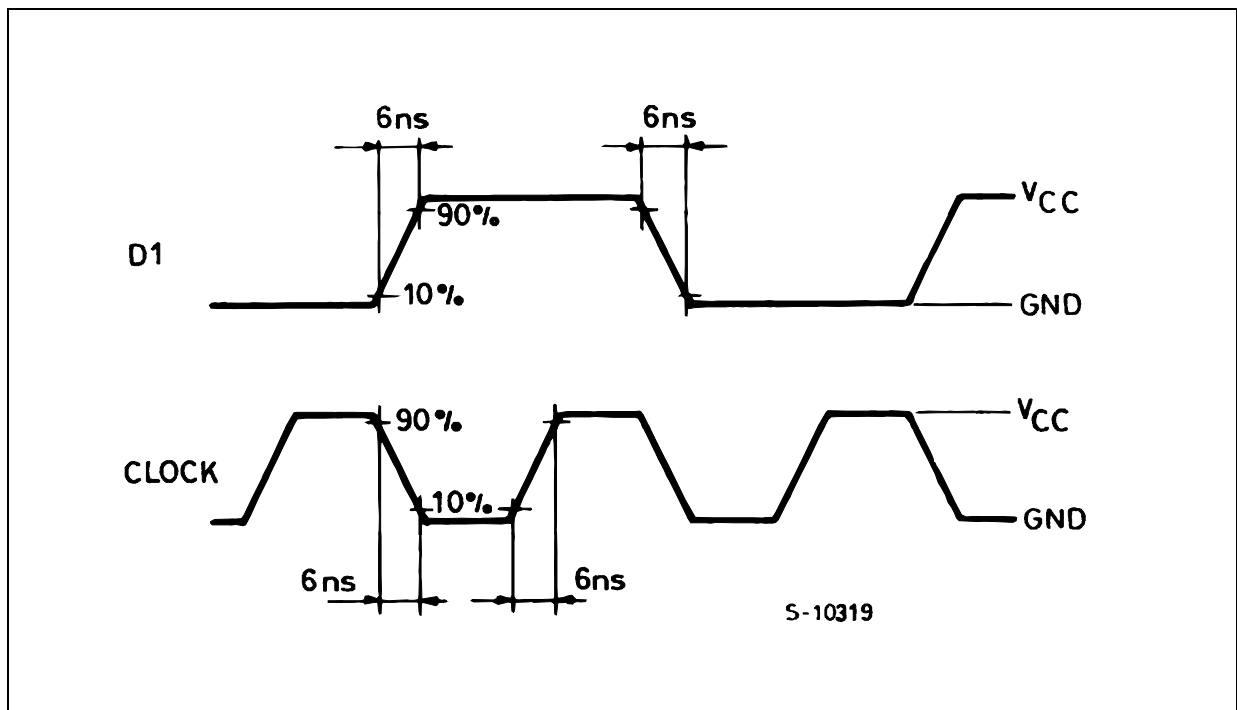 6ns
6ns
VCC
90%
D1
10%
GND
VCC
90%
CLOCK
10%
GND
6ns
6ns
S-10319